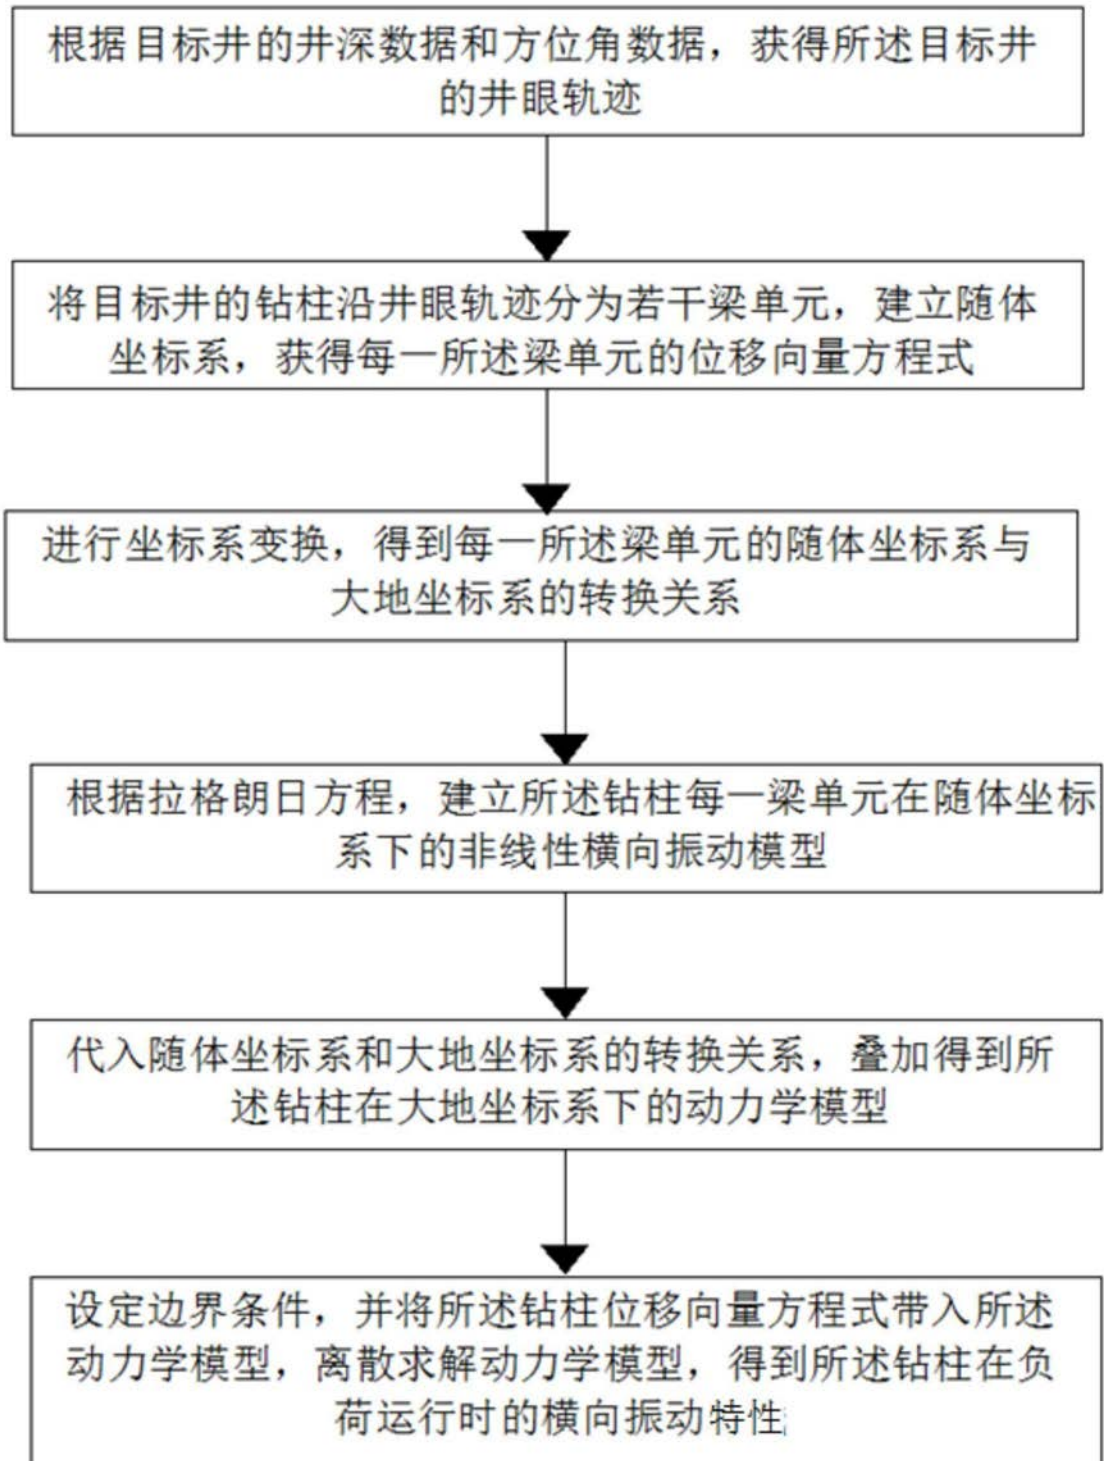 根据目标井的井深数据和方位角数据，获得所述目标井
的井眼轨迹
将目标井的钻柱沿井眼轨迹分为若干梁单元，建立随体
坐标系，获得每一所述梁单元的位移向量方程式
进行坐标系变换，得到每一所述梁单元的随体坐标系与
大地坐标系的转换关系
根据拉格朗日方程，建立所述钻柱每一梁单元在随体坐标
系下的非线性横向振动模型
代入随体坐标系和大地坐标系的转换关系，叠加得到所
述钻柱在大地坐标系下的动力学模型
设定边界条件，并将所述钻柱位移向量方程式带入所述
动力学模型，离散求解动力学模型，得到所述钻柱在负
荷运行时的横向振动特性